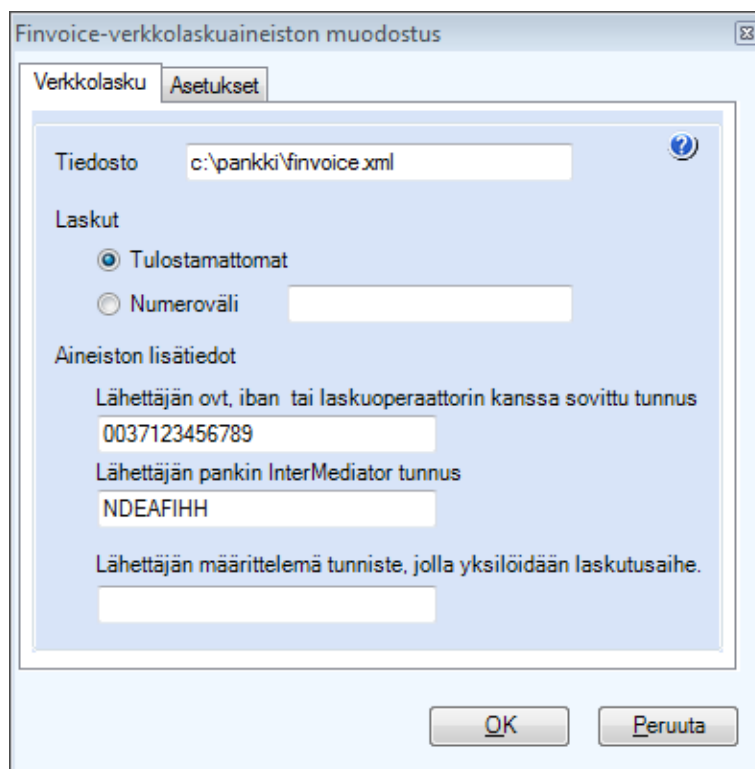 Finvoice-verkkolaskuaineiston muodostus
Verkkolasku Asetukset
Tiedosto c:\pankki\finvoice.xml
Laskut
Tulostamattomat
Numeroväli
Aineiston lisätiedot
Lähettäjän ovt, iban tai laskuoperaattorin kanssa sovittu tunnus
0037123456789
Lähettäjän pankin InterMediator tunnus
NDEAFIHH
Lähettäjän määrittelemä tunniste, jolla yksilöidään laskutusaihe.
OK Peruuta